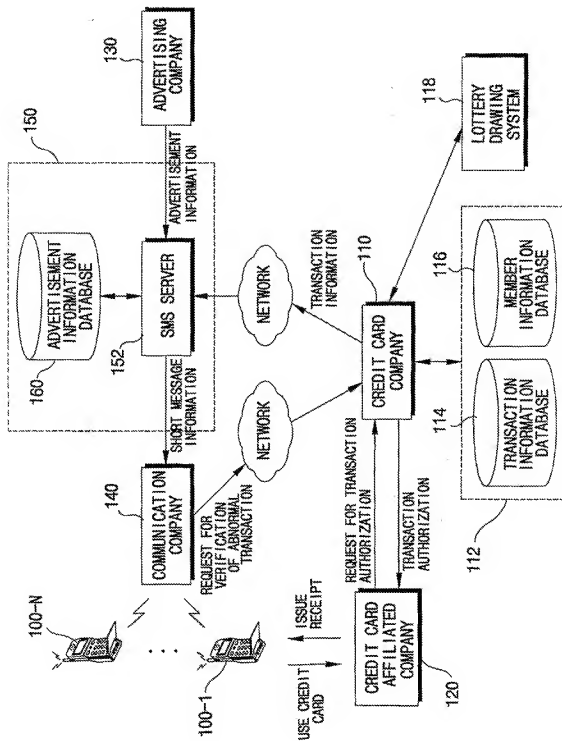 150
130
ADVERTISING
COMPANY
ADVERTISEMENT
INFORMATION
ADVERTISEMENT
INFORMATION
DATABASE
160
SMS SERVER
152
SHORT MESSAGE
INFORMATION
COMMUNICATION
COMPANY
140
100-N
100-1
REQUEST FOR
VERIFICATION
OF ABNORMAL
TRANSACTION
NETWORK
NETWORK
TRANSACTION
INFORMATION
USE CREDIT
CARD
ISSUE
RECEIPT
CREDIT CARD
AFFILIATED
COMPANY
120
REQUEST FOR TRANSACTION
AUTHORIZATION
TRANSACTION
AUTHORIZATION
CREDIT CARD
COMPANY
110
LOTTERY
DRAWING
SYSTEM
118
TRANSACTION
INFORMATION
DATABASE
114
MEMBER
INFORMATION
DATABASE
116
112